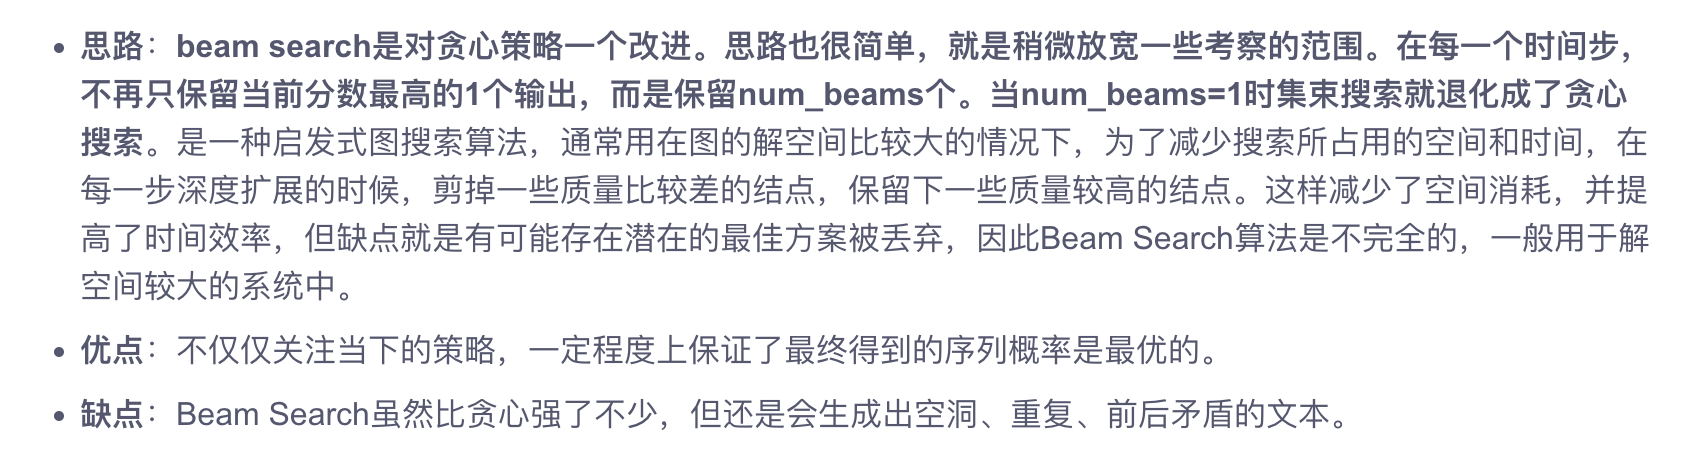 • 思路：beam search是对贪心策略一个改进。思路也很简单，就是稍微放宽一些考察的范围。在每一个时间步，
不再只保留当前分数最高的1个输出，而是保留num_beams个。当num_beams=1时集束搜索就退化成了贪心
搜索。是一种启发式图搜索算法，通常用在图的解空间比较大的情况下，为了减少搜索所占用的空间和时间，在
每一步深度扩展的时候，剪掉一些质量比较差的结点，保留下一些质量较高的结点。这样减少了空间消耗，并提
高了时间效率，但缺点就是有可能存在潜在的最佳方案被丢弃，因此Beam Search算法是不完全的，一般用于解
空间较大的系统中。
• 优点：不仅仅关注当下的策略，一定程度上保证了最终得到的序列概率是最优的。
• 缺点：Beam Search虽然比贪心强了不少，但还是会生成出空洞、重复、前后矛盾的文本。